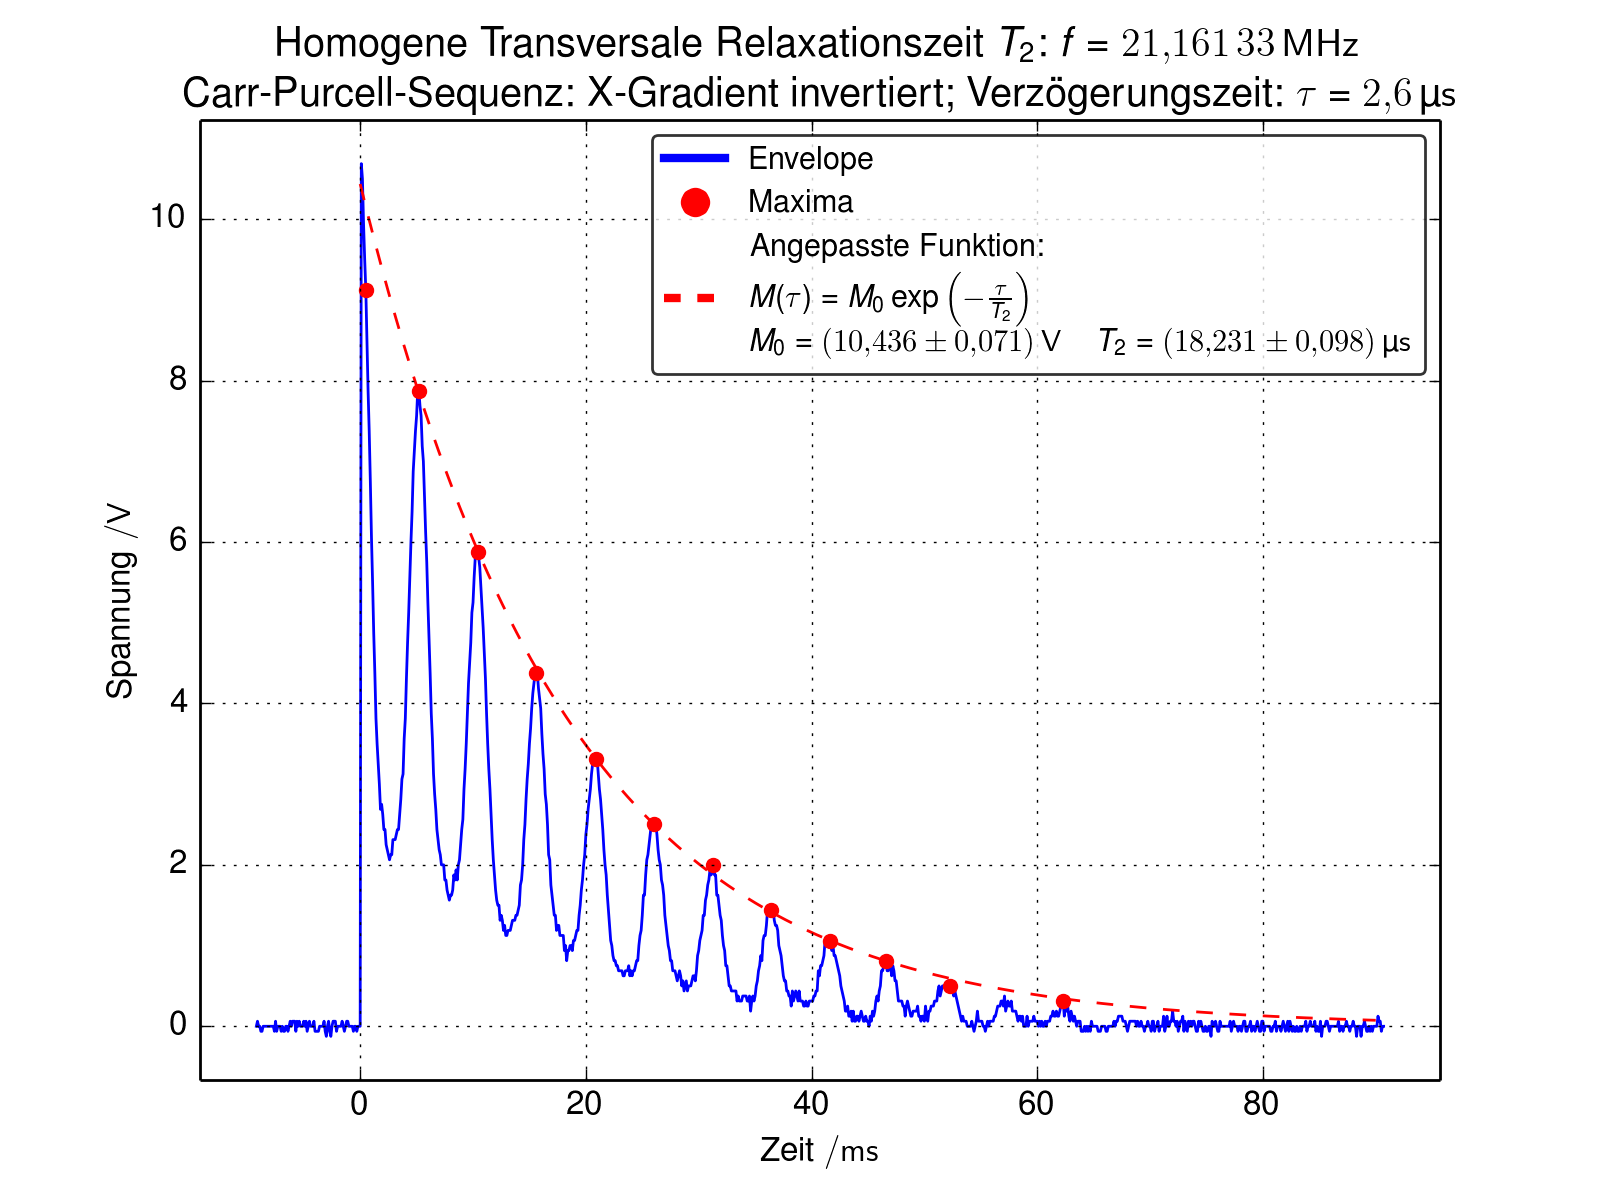 Homogene Transversale Relaxationszeit T₂: f = 21,161 33 MHz
Carr-Purcell-Sequenz: X-Gradient invertiert; Verzögerungszeit: τ = 2,6 µs
Envelope
Maxima
Angepasste Funktion:
M(τ) = M₀ exp(−τ/T₂)
M₀ = (10,436 ± 0,071) V T₂ = (18,231 ± 0,098) µs
10
8
6
4
2
0
Spannung /V
0 20 40 60 80
Zeit /ms